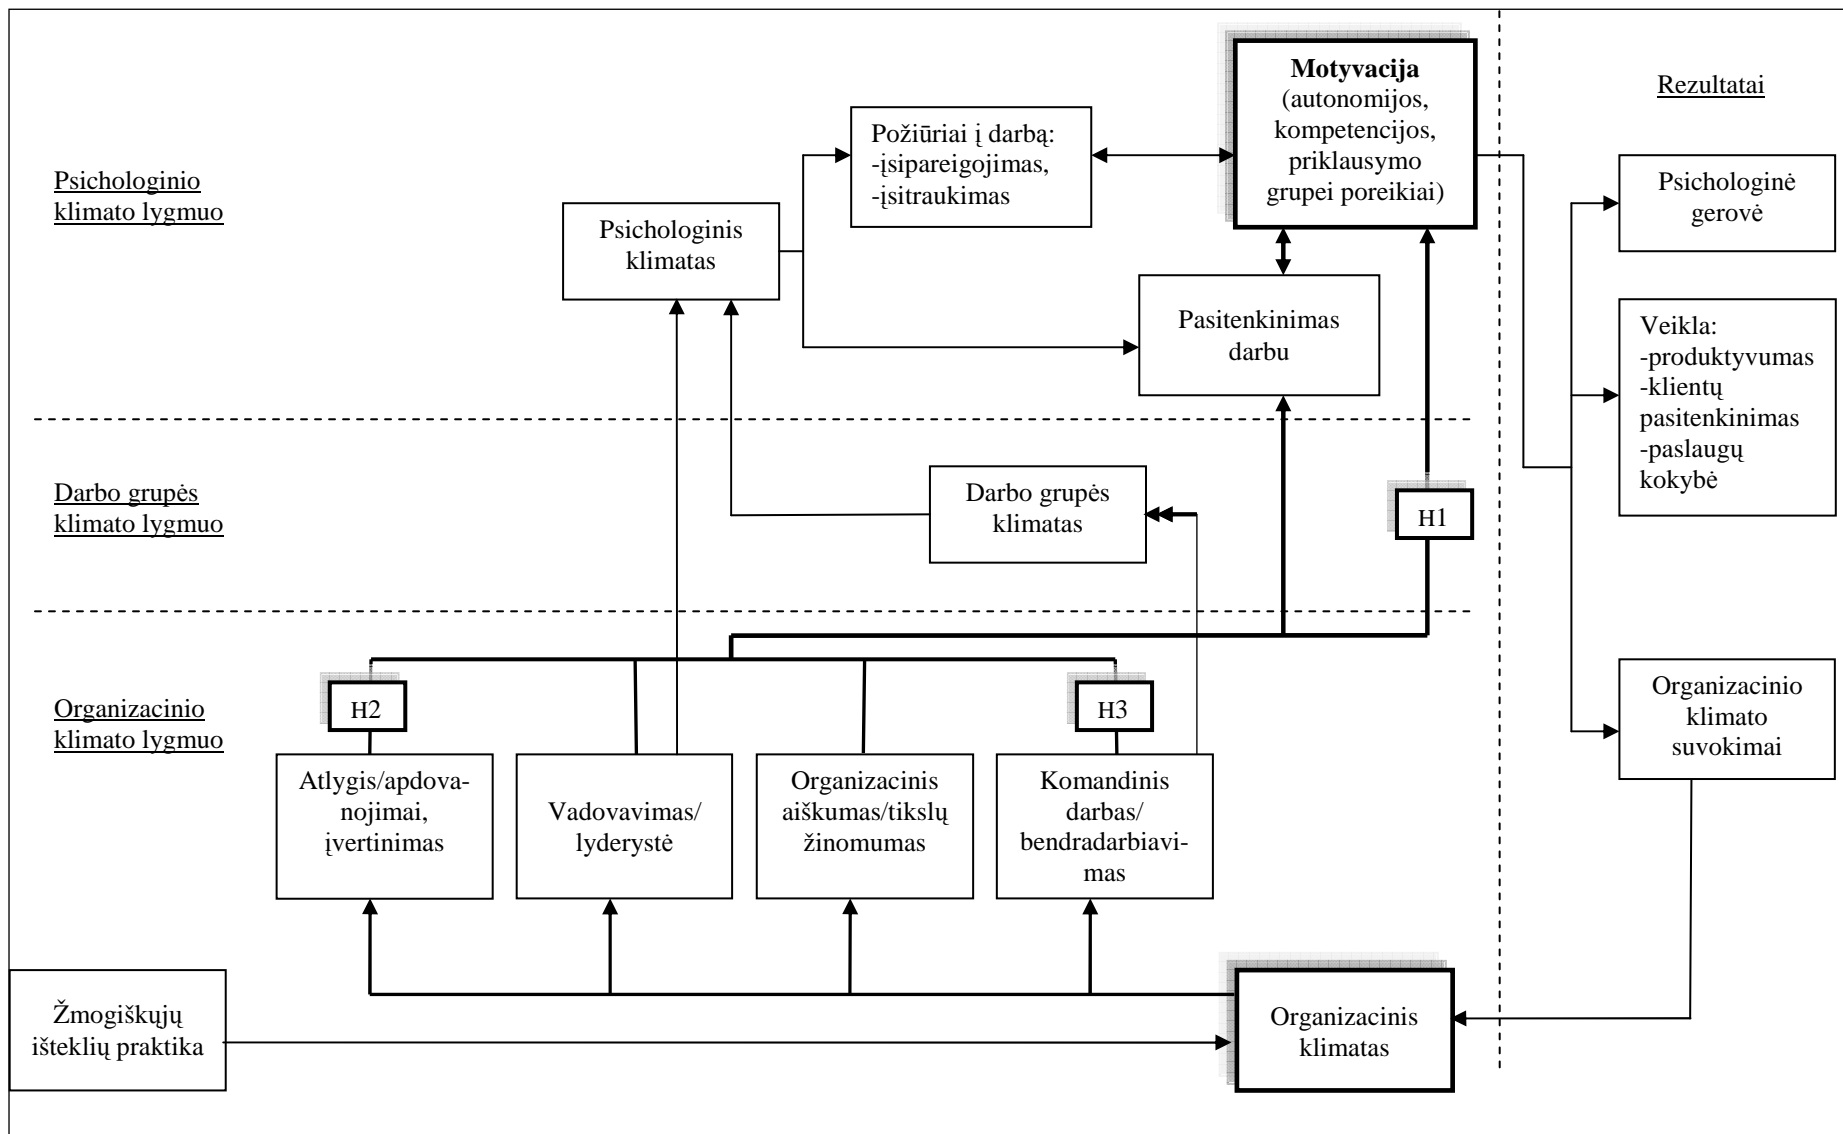 Motyvacija
(autonomijos,
kompetencijos,
priklausymo
grupei poreikiai)
Rezultatai
Požiūriai į darbą:
-įsipareigojimas,
-įsitraukimas
Psichologinio
klimato lygmuo
Psichologinis
klimatas
Psichologinė
gerovė
Pasitenkinimas
darbu
Veikla:
-produktyvumas
-klientų
pasitenkinimas
-paslaugų
kokybė
Darbo grupės
klimato lygmuo
Darbo grupės
klimatas
H1
Organizacinio
klimato lygmuo
H2
H3
Organizacinio
klimato
suvokimai
Atlygis/apdova-
nojimai,
įvertinimas
Vadovavimas/
lyderystė
Organizacinis
aiškumas/tikslų
žinomumas
Komandinis
darbas/
bendradarbiavi-
mas
Žmogiškųjų
išteklių praktika
Organizacinis
klimatas